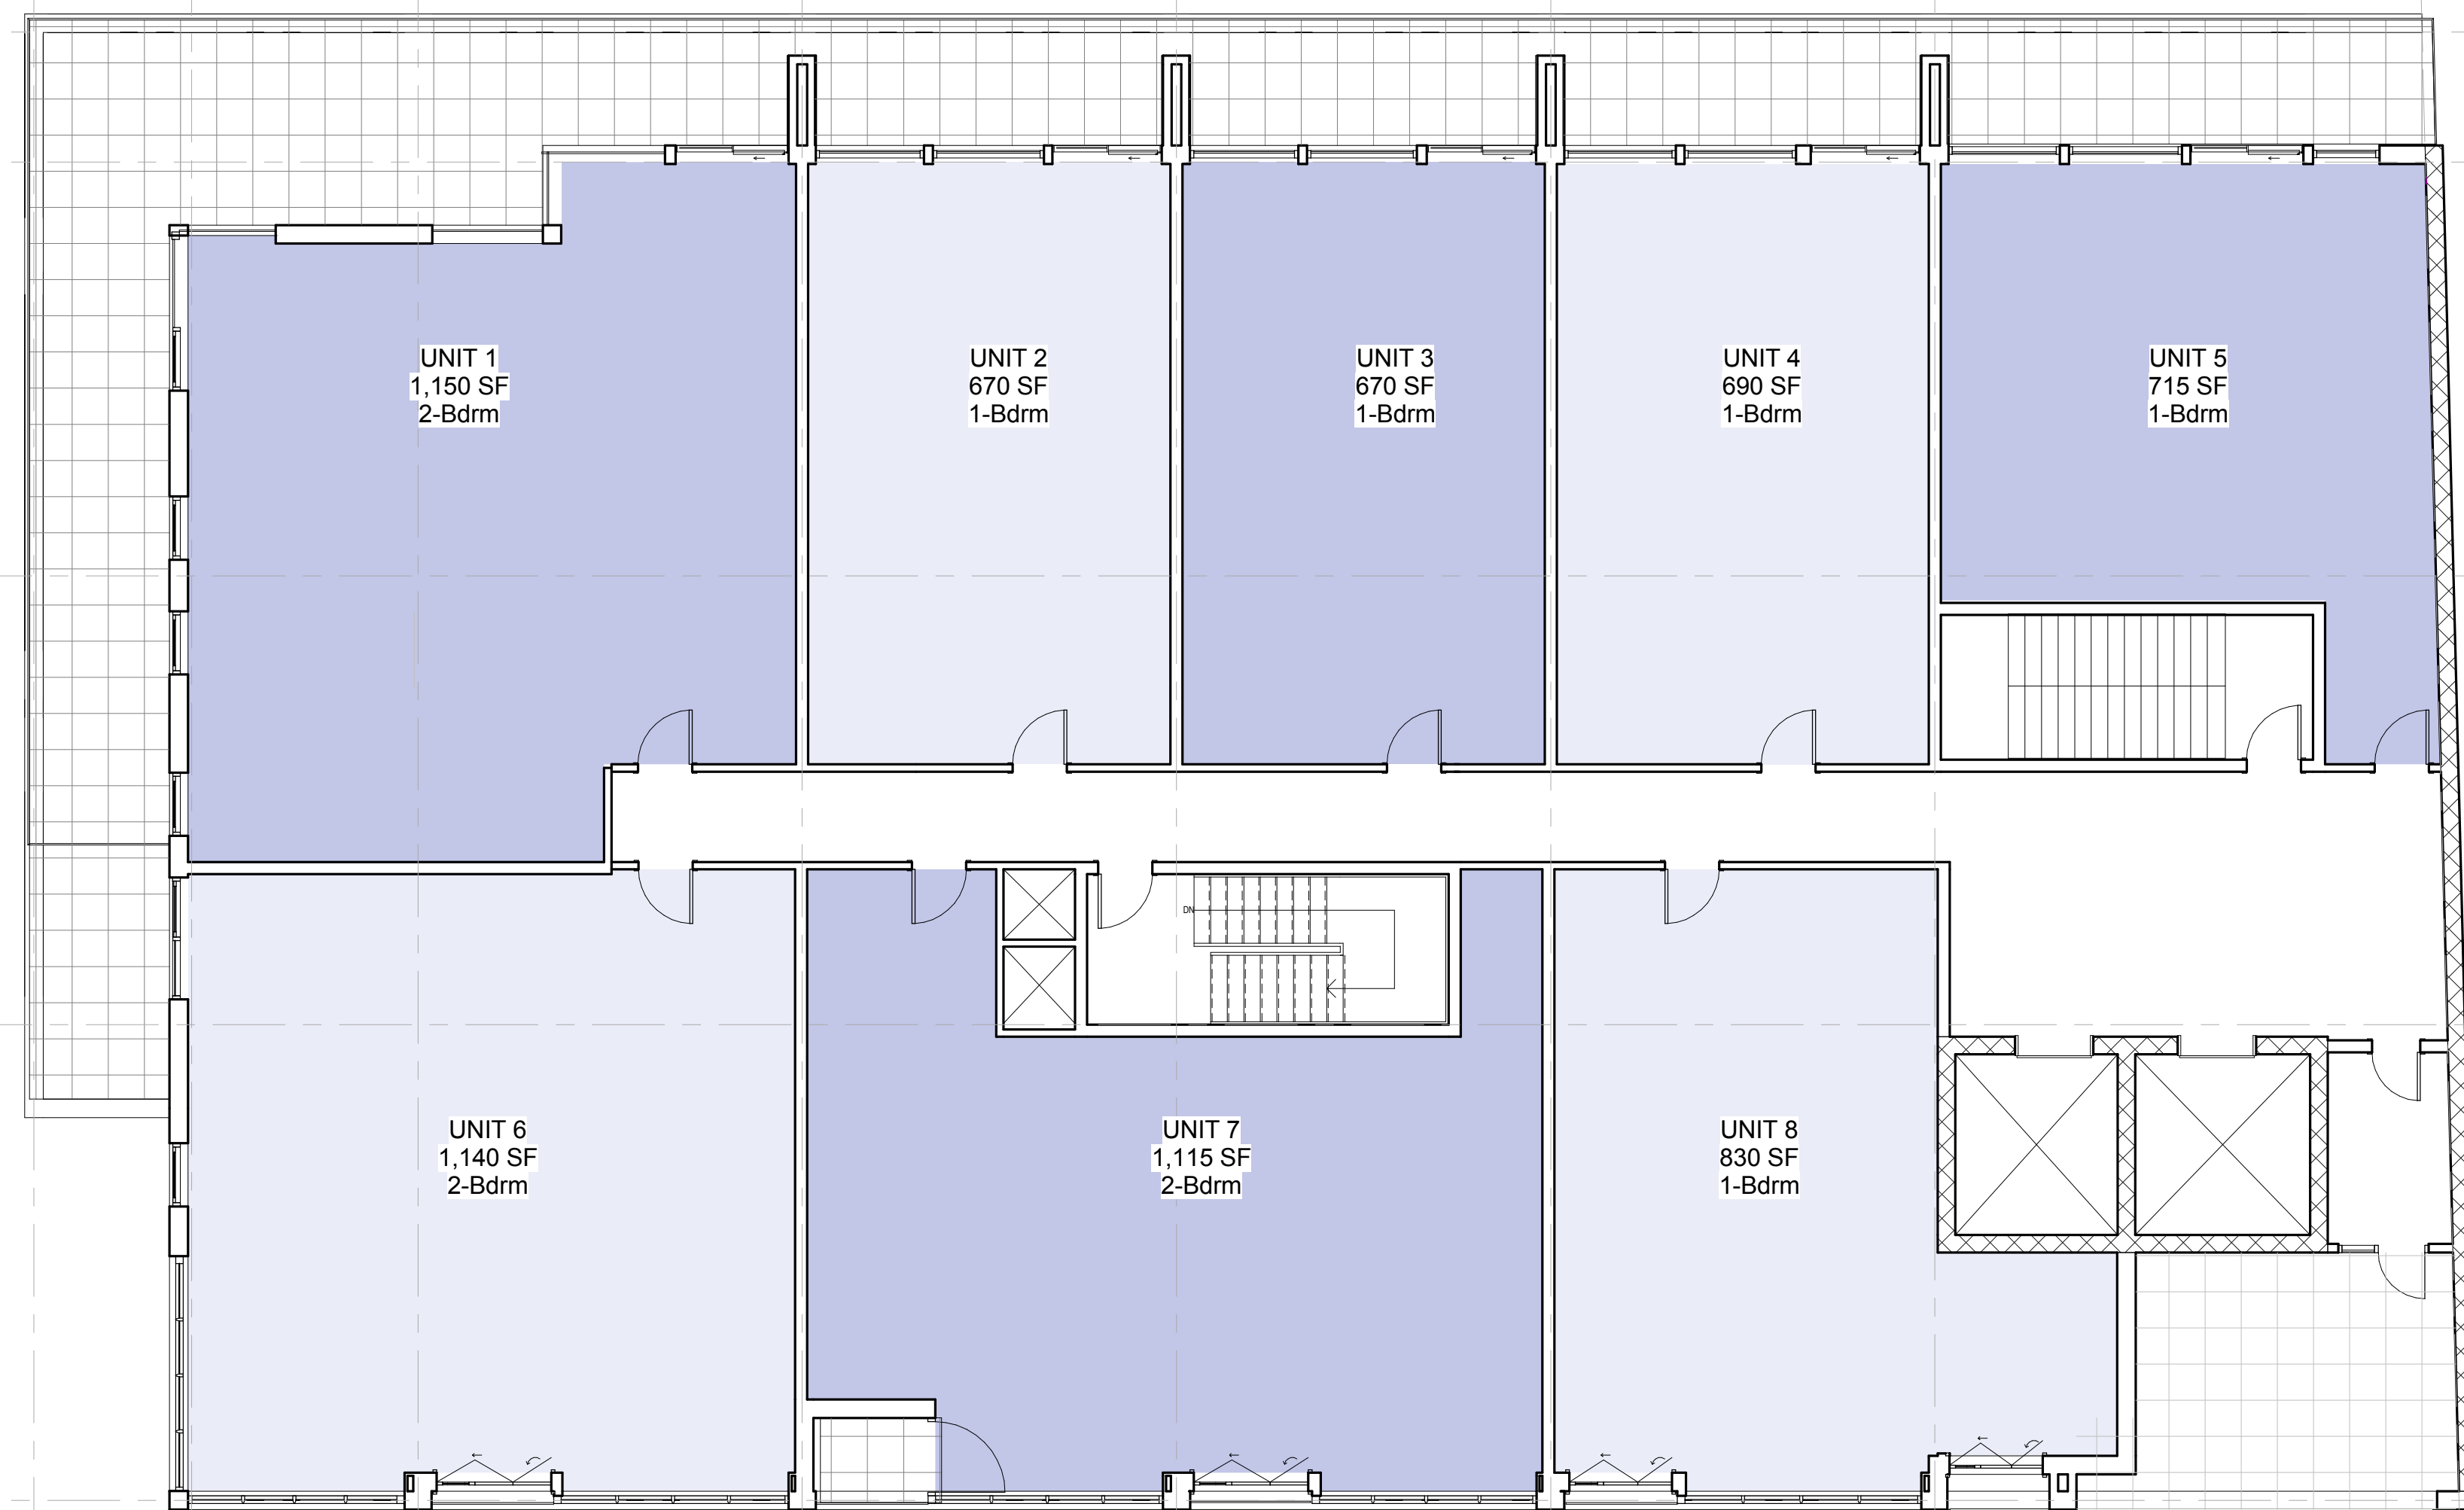 UNIT 1
1,150 SF
2-Bdrm
UNIT 2
670 SF
1-Bdrm
UNIT 3
670 SF
1-Bdrm
UNIT 4
690 SF
1-Bdrm
UNIT 5
715 SF
1-Bdrm
DN
UNIT 6
1,140 SF
2-Bdrm
UNIT 7
1,115 SF
2-Bdrm
UNIT 8
830 SF
1-Bdrm